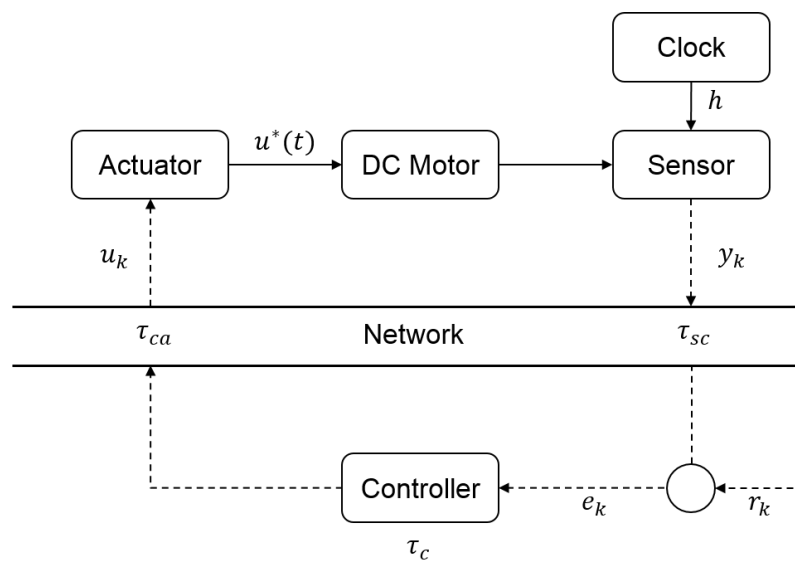 Clock
h
u*(t)
Actuator
DC Motor
Sensor
u_k
y_k
τ_ca
Network
τ_sc
Controller
e_k
r_k
τ_c